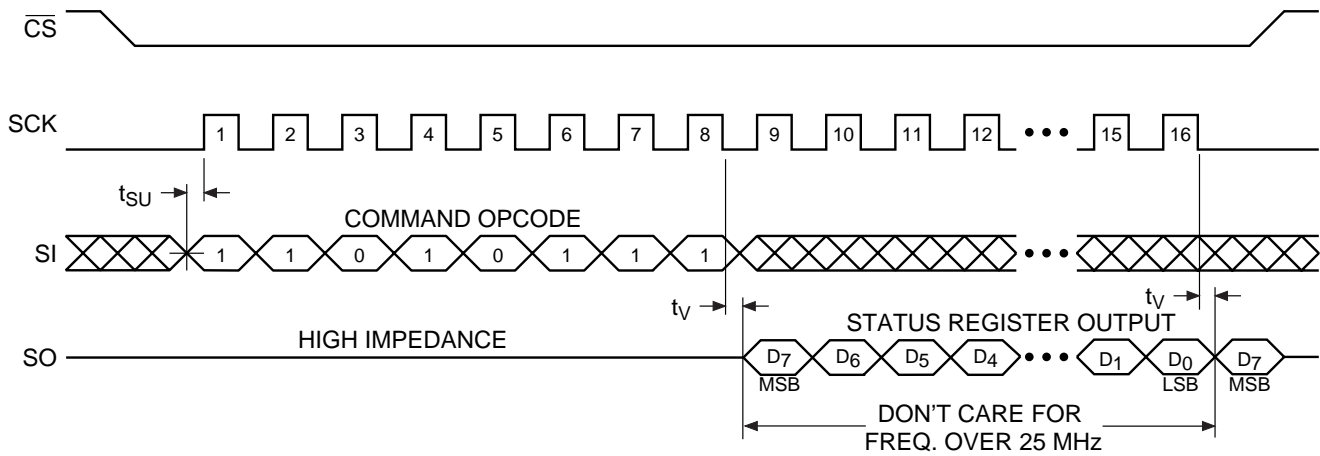 CS
SCK
1 2 3 4 5 6 7 8 9 10 11 12 ••• 15 16
tSU
COMMAND OPCODE
SI
1 1 0 1 0 1 1 1 •••
tV
tV
HIGH IMPEDANCE
STATUS REGISTER OUTPUT
SO
D7 D6 D5 D4 ••• D1 D0 D7
MSB LSB MSB
DON'T CARE FOR
FREQ. OVER 25 MHz